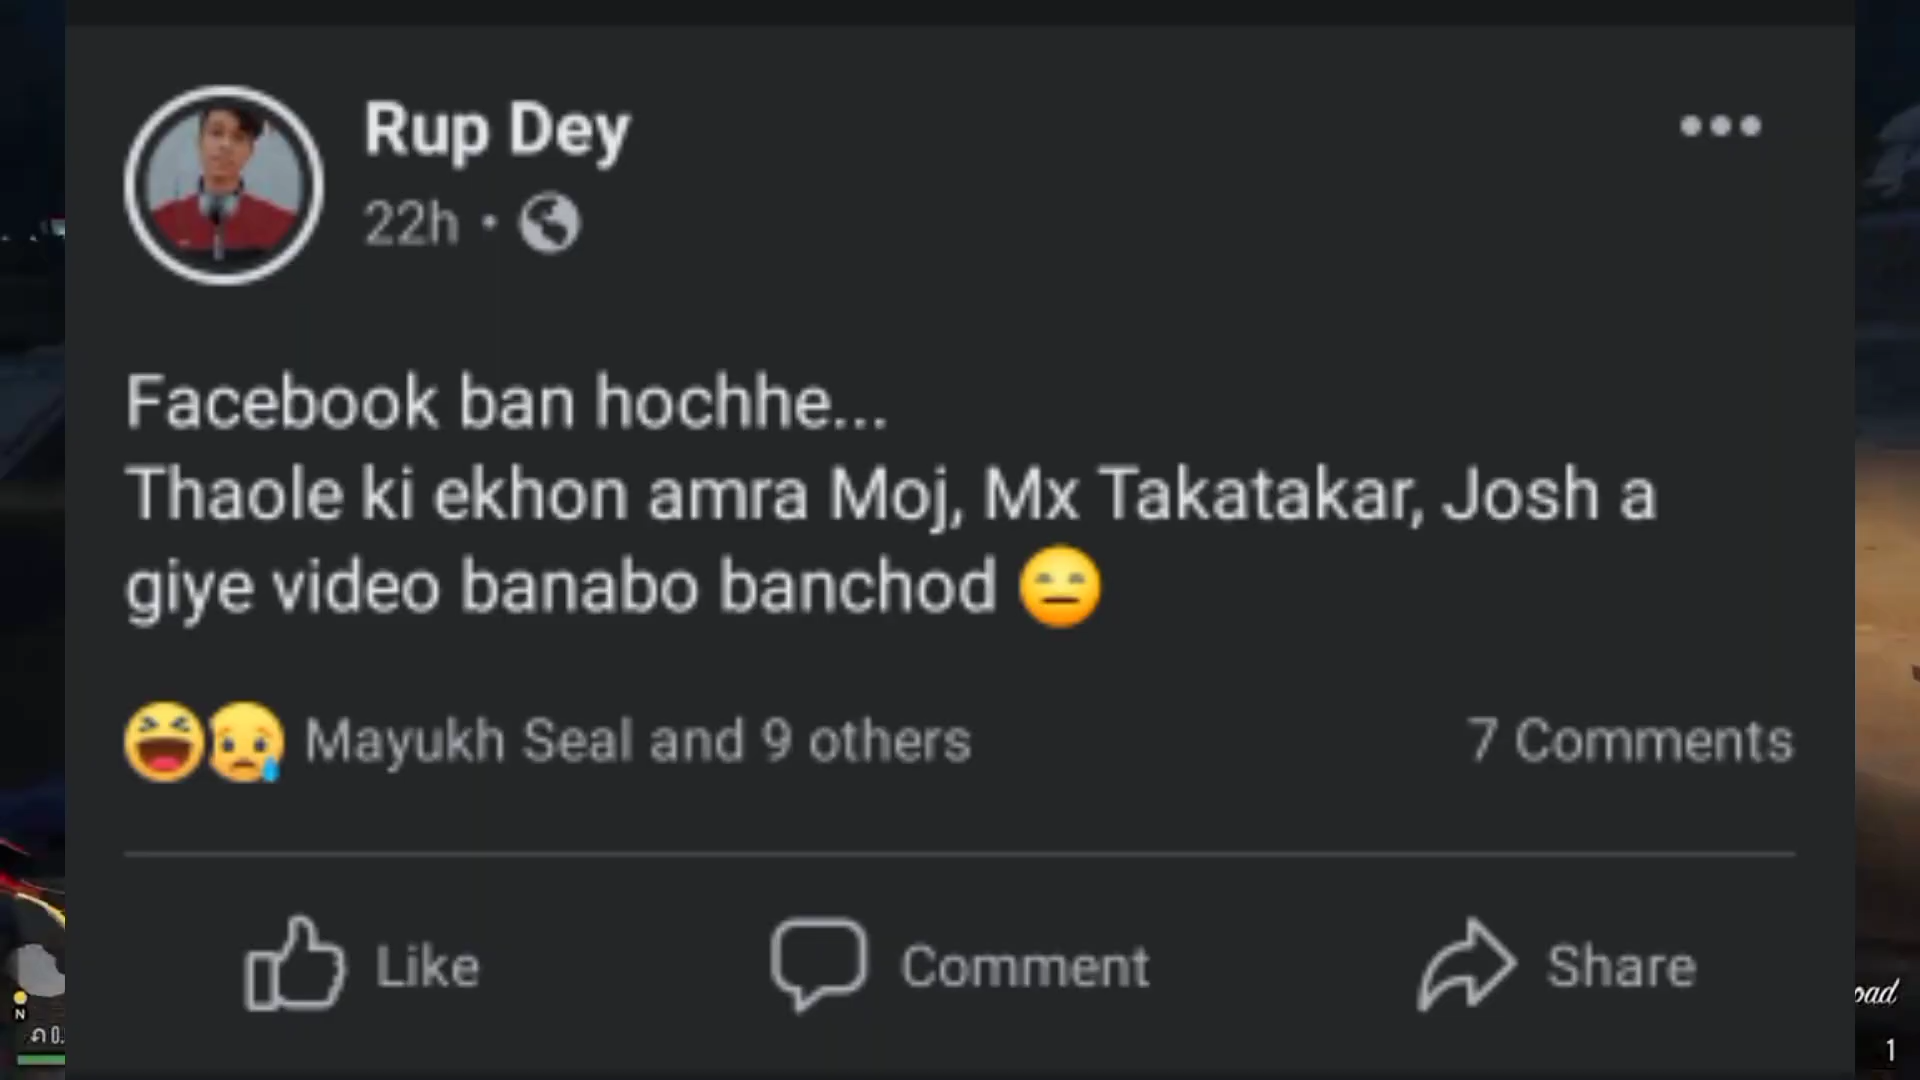 Rup Dey
22h •
Facebook ban hochhe...
Thaole ki ekhon amra Moj, Mx Takatakar, Josh a
giye video banabo banchod 😑
Mayukh Seal and 9 others
7 Comments
Like
Comment
Share
N
1